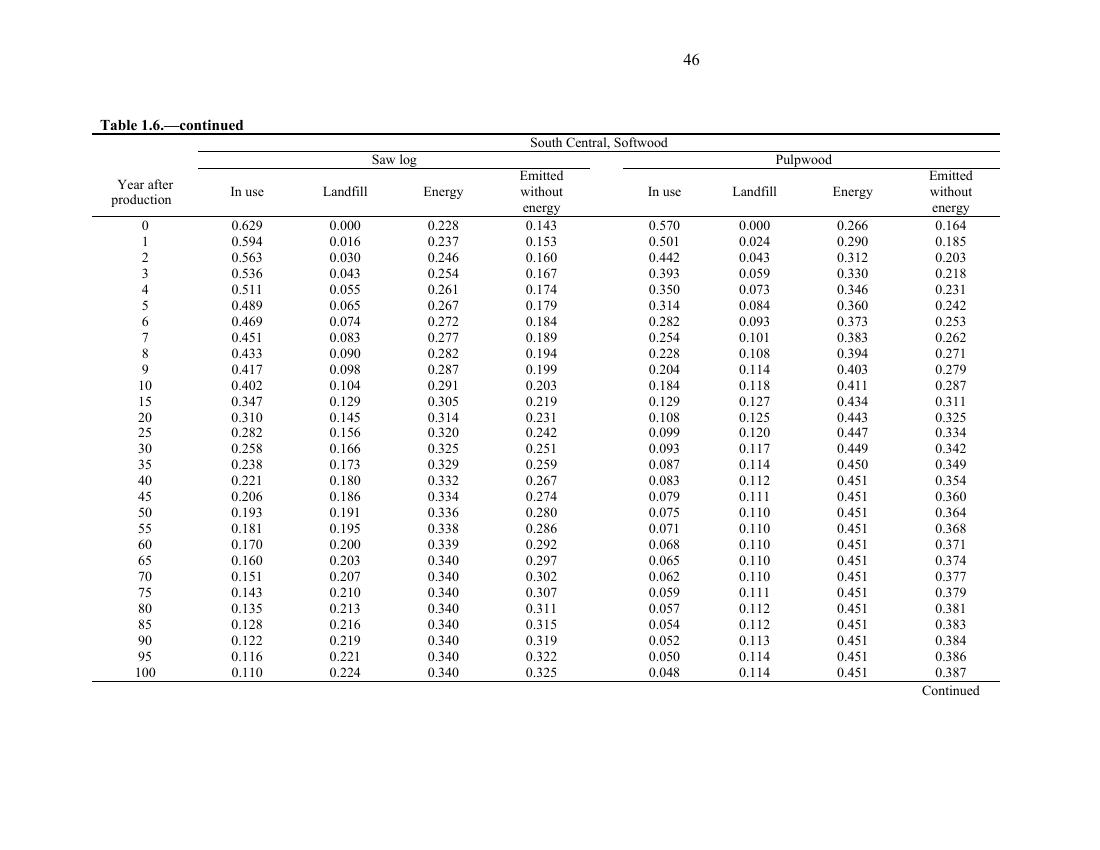 46
Table 1.6.—continued
South Central, Softwood
Saw log Pulpwood
Year after production In use Landfill Energy Emitted without energy In use Landfill Energy Emitted without energy
0 0.629 0.000 0.228 0.143 0.570 0.000 0.266 0.164
1 0.594 0.016 0.237 0.153 0.501 0.024 0.290 0.185
2 0.563 0.030 0.246 0.160 0.442 0.043 0.312 0.203
3 0.536 0.043 0.254 0.167 0.393 0.059 0.330 0.218
4 0.511 0.055 0.261 0.174 0.350 0.073 0.346 0.231
5 0.489 0.065 0.267 0.179 0.314 0.084 0.360 0.242
6 0.469 0.074 0.272 0.184 0.282 0.093 0.373 0.253
7 0.451 0.083 0.277 0.189 0.254 0.101 0.383 0.262
8 0.433 0.090 0.282 0.194 0.228 0.108 0.394 0.271
9 0.417 0.098 0.287 0.199 0.204 0.114 0.403 0.279
10 0.402 0.104 0.291 0.203 0.184 0.118 0.411 0.287
15 0.347 0.129 0.305 0.219 0.129 0.127 0.434 0.311
20 0.310 0.145 0.314 0.231 0.108 0.125 0.443 0.325
25 0.282 0.156 0.320 0.242 0.099 0.120 0.447 0.334
30 0.258 0.166 0.325 0.251 0.093 0.117 0.449 0.342
35 0.238 0.173 0.329 0.259 0.087 0.114 0.450 0.349
40 0.221 0.180 0.332 0.267 0.083 0.112 0.451 0.354
45 0.206 0.186 0.334 0.274 0.079 0.111 0.451 0.360
50 0.193 0.191 0.336 0.280 0.075 0.110 0.451 0.364
55 0.181 0.195 0.338 0.286 0.071 0.110 0.451 0.368
60 0.170 0.200 0.339 0.292 0.068 0.110 0.451 0.371
65 0.160 0.203 0.340 0.297 0.065 0.110 0.451 0.374
70 0.151 0.207 0.340 0.302 0.062 0.110 0.451 0.377
75 0.143 0.210 0.340 0.307 0.059 0.111 0.451 0.379
80 0.135 0.213 0.340 0.311 0.057 0.112 0.451 0.381
85 0.128 0.216 0.340 0.315 0.054 0.112 0.451 0.383
90 0.122 0.219 0.340 0.319 0.052 0.113 0.451 0.384
95 0.116 0.221 0.340 0.322 0.050 0.114 0.451 0.386
100 0.110 0.224 0.340 0.325 0.048 0.114 0.451 0.387
Continued